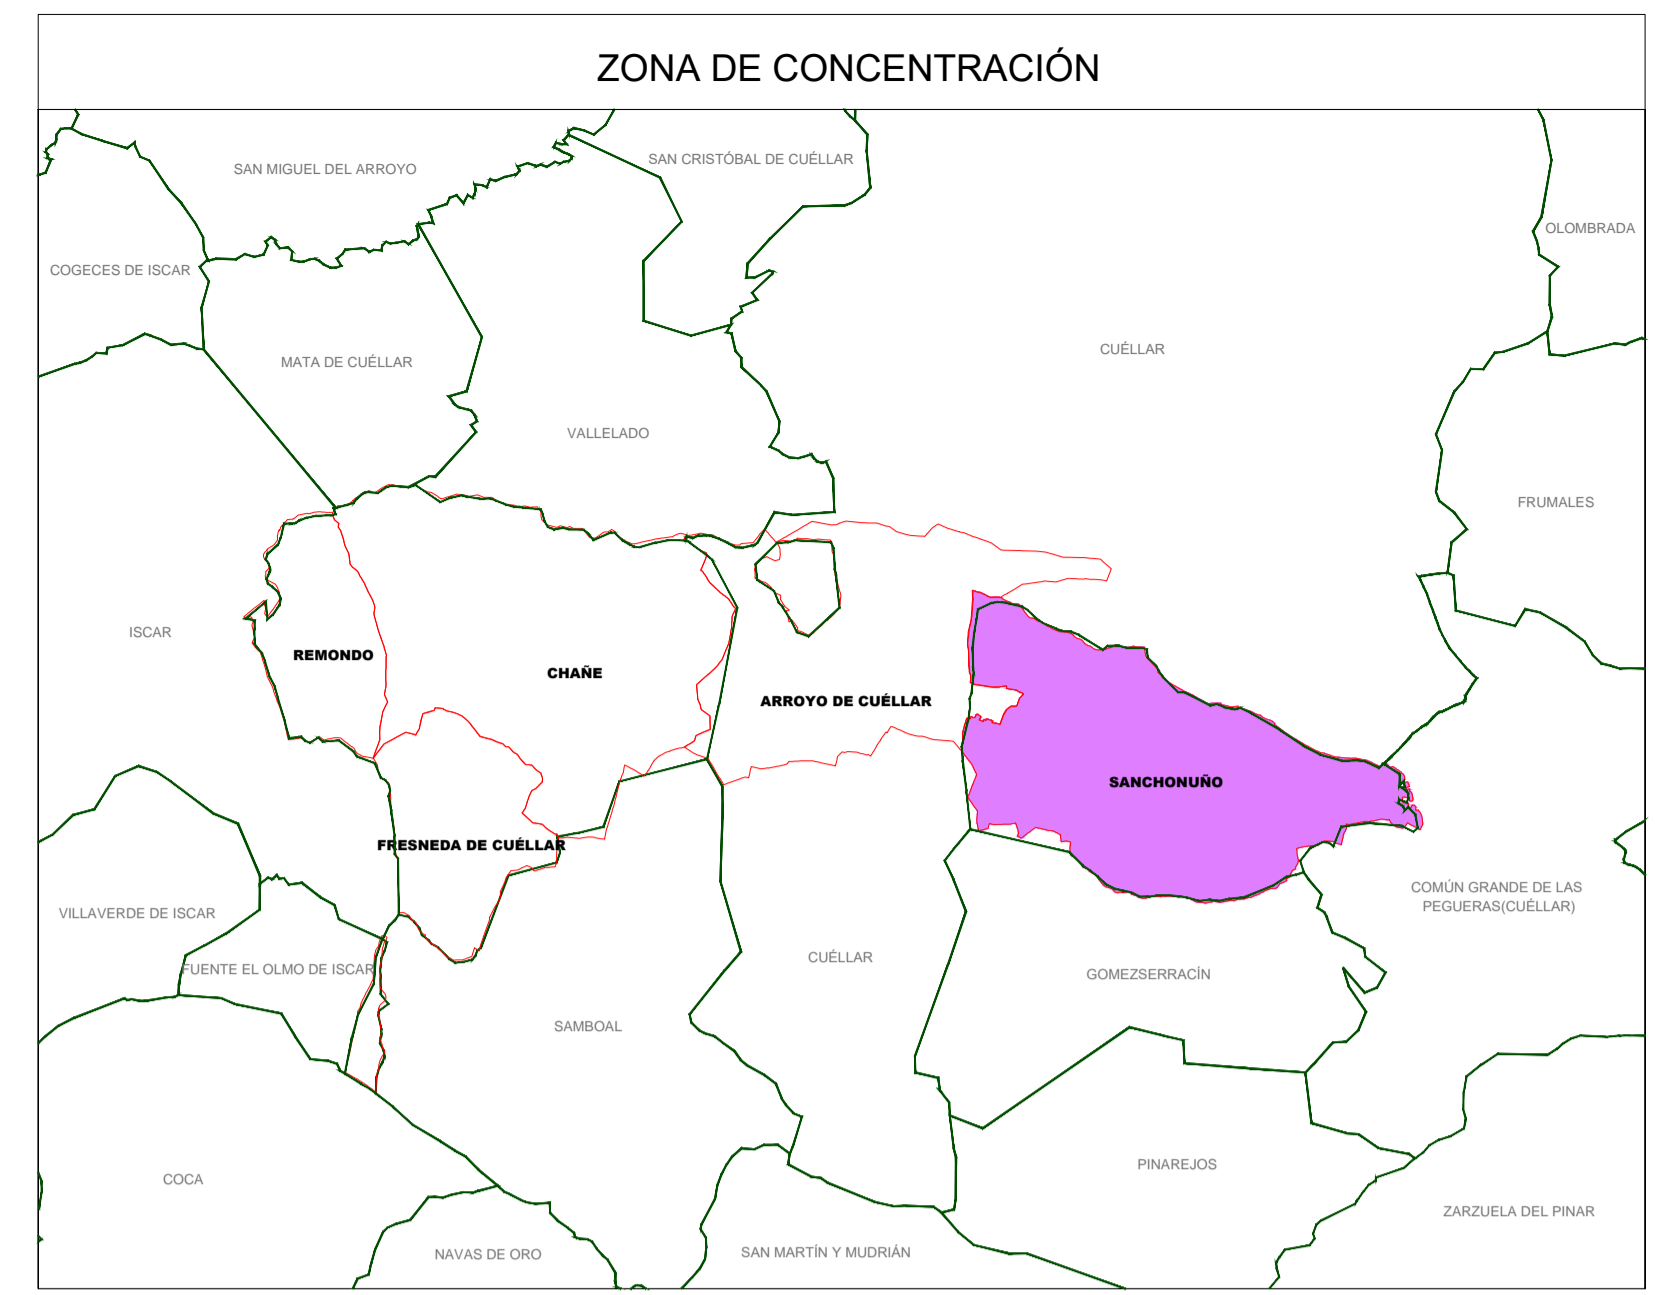 ZONA DE CONCENTRACIÓN
SAN MIGUEL DEL ARROYO
SAN CRISTÓBAL DE CUÉLLAR
OLOMBRADA
COGECES DE ISCAR
MATA DE CUÉLLAR
CUÉLLAR
VALLELADO
FRUMALES
ISCAR
REMONDO
CHAÑE
ARROYO DE CUÉLLAR
SANCHONUÑO
FRESNEDA DE CUÉLLAR
VILLAVERDE DE ISCAR
COMÚN GRANDE DE LAS
PEGUERAS(CUÉLLAR)
FUENTE EL OLMO DE ISCAR
CUÉLLAR
GOMEZSERRACÍN
SAMBOAL
COCA
PINAREJOS
ZARZUELA DEL PINAR
NAVAS DE ORO
SAN MARTÍN Y MUDRIÁN